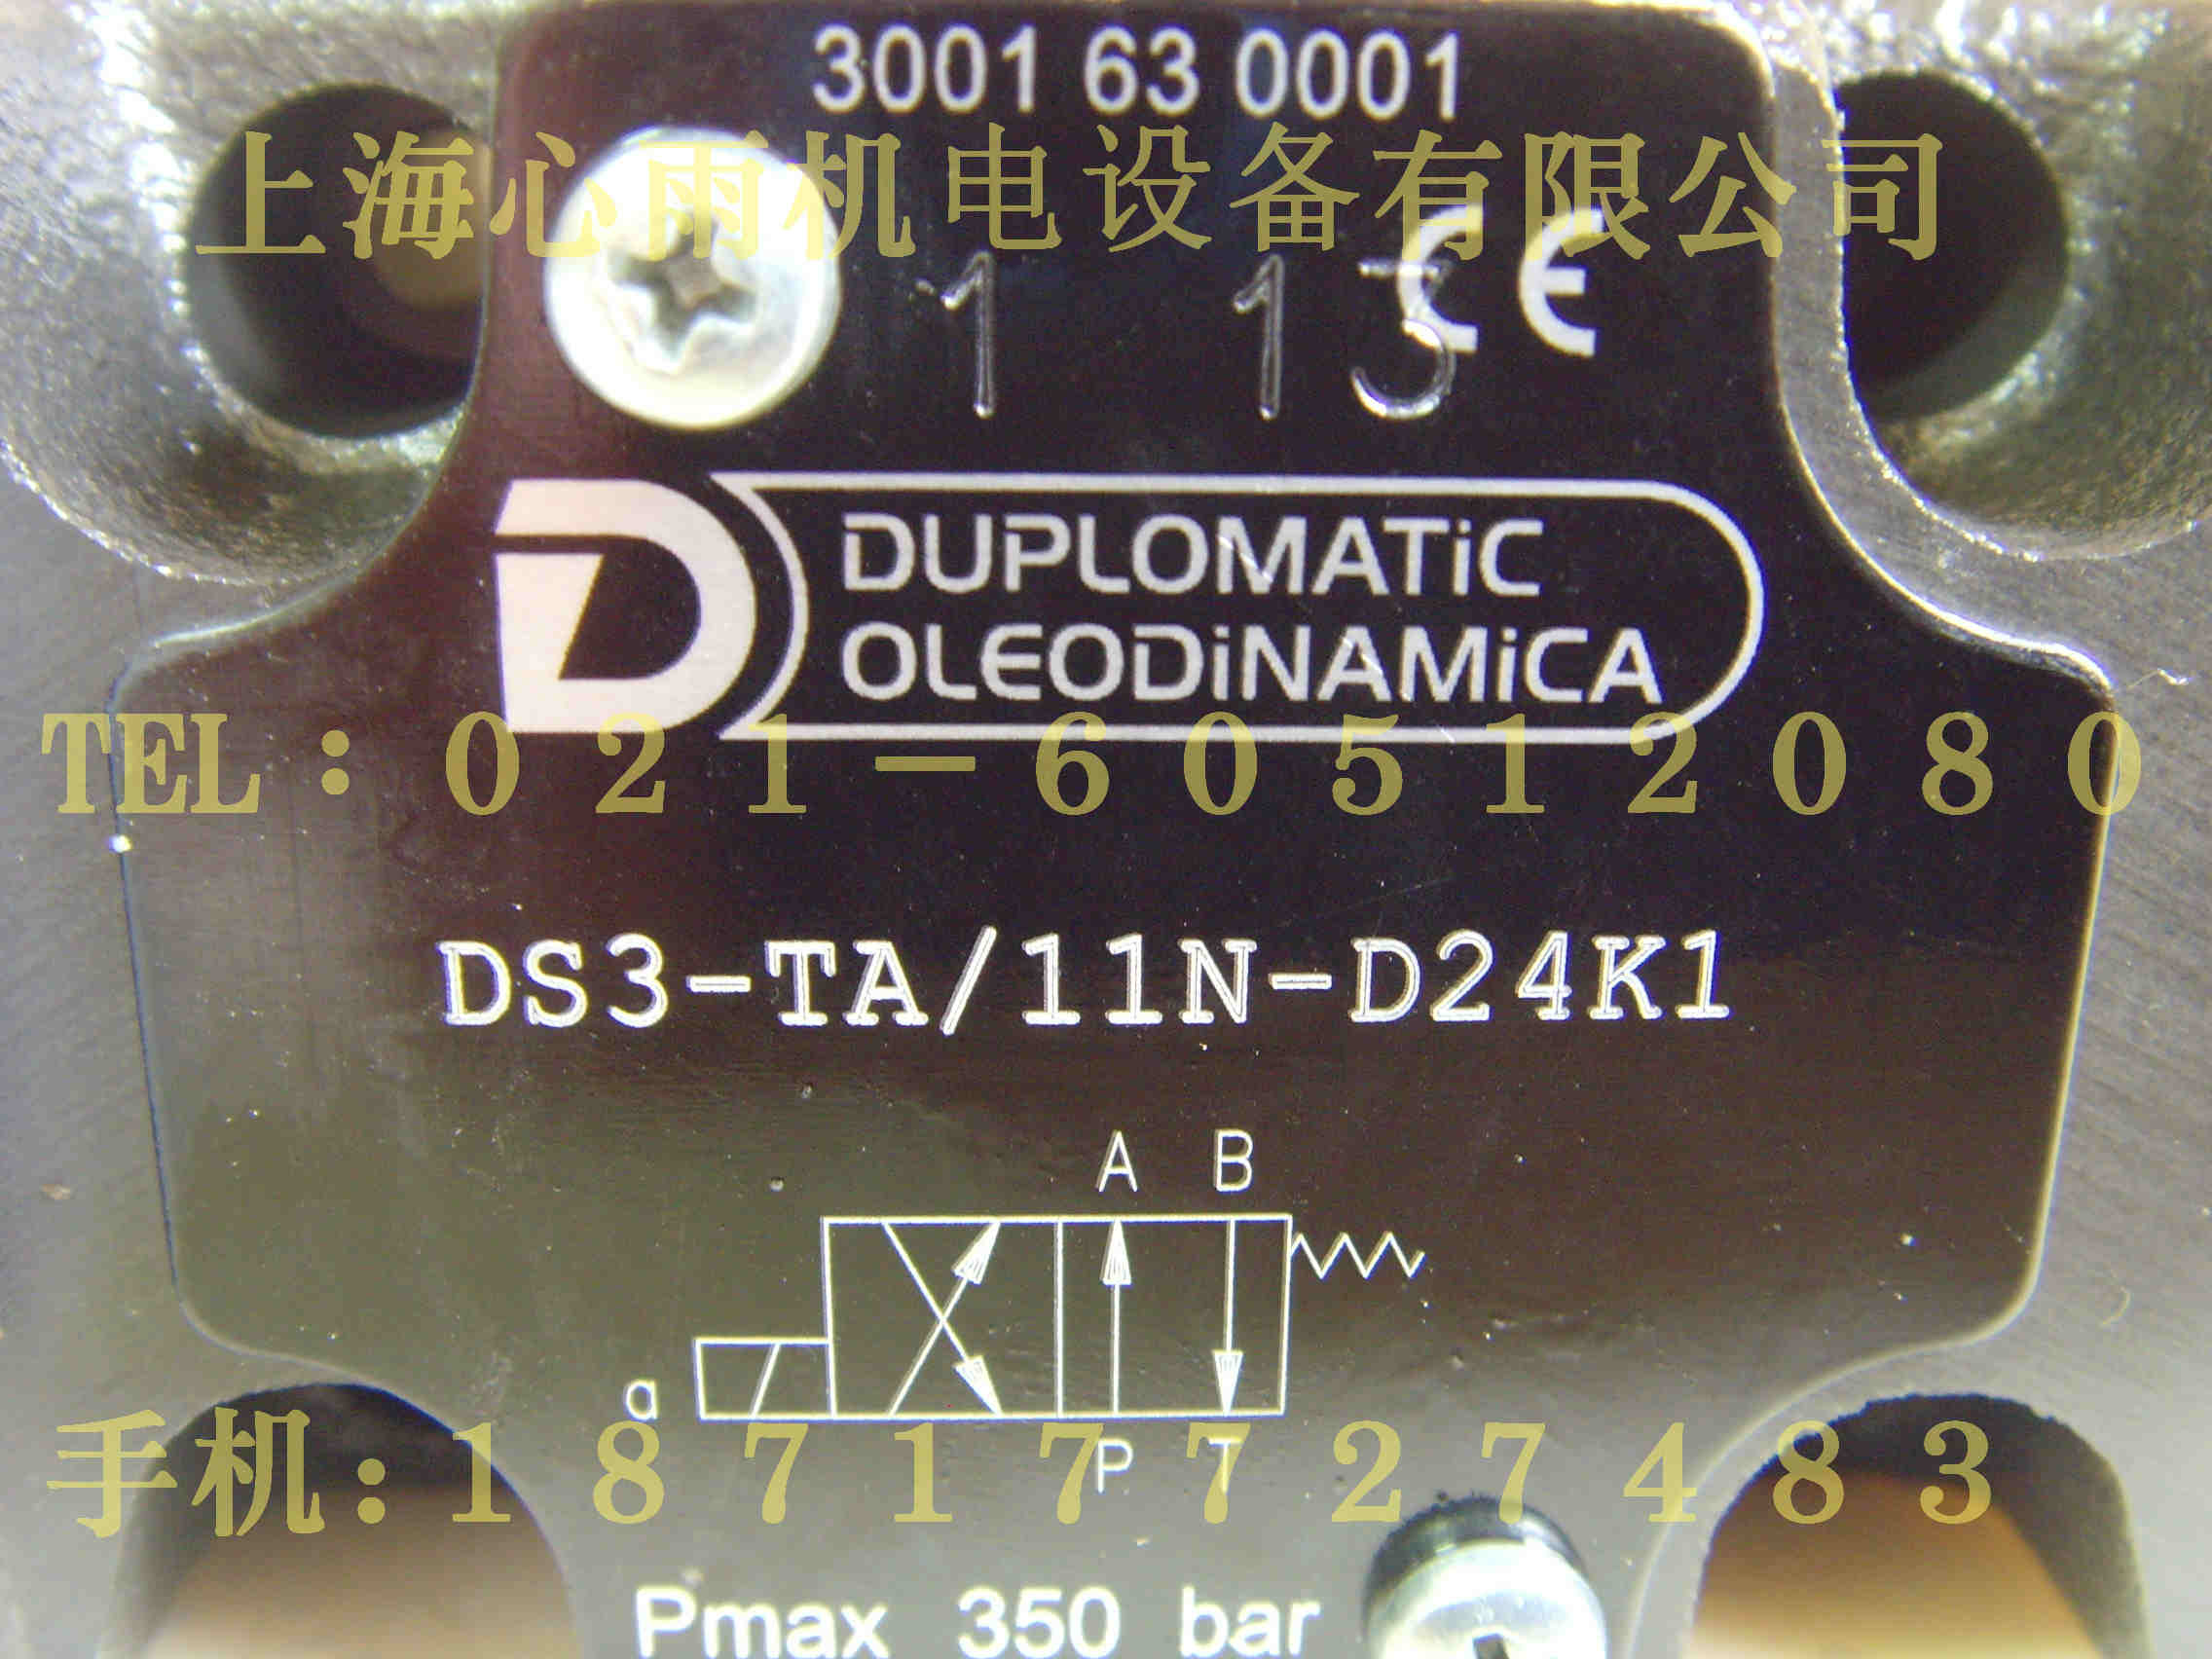 3001 63 0001
上海心雨机电设备有限公司
1 13 CE
DUPLOMATiC
OLEODiNAMiCA
TEL：021-60512080
DS3-TA/11N-D24K1
A B
a
手机:18717727483
P T
Pmax 350 bar